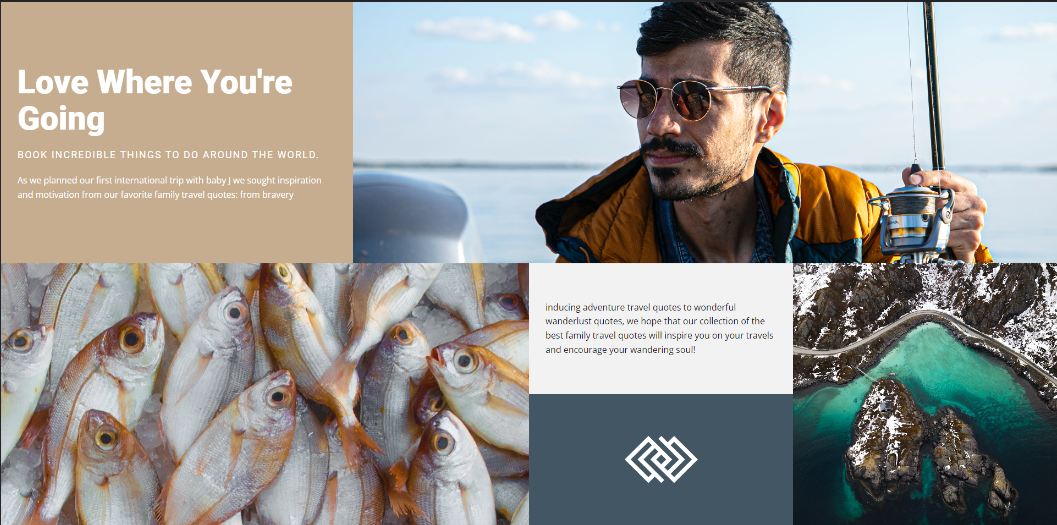 Love Where You're
Going
BOOK INCREDIBLE THINGS TO DO AROUND THE WORLD.
As we planned our first international trip with baby J we sought inspiration
and motivation from our favorite family travel quotes: from bravery
inducing adventure travel quotes to wonderful
wanderlust quotes, we hope that our collection of the
best family travel quotes will inspire you on your travels
and encourage your wandering soul!